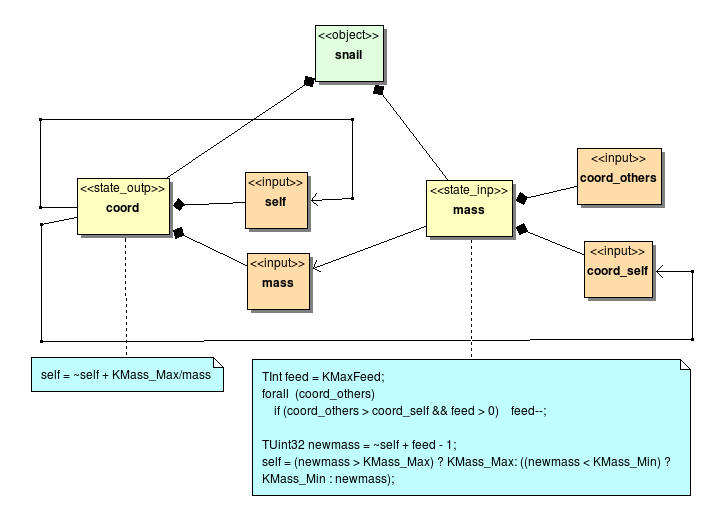 <<object>>
snail
<<input>>
coord_others
<<state_outp>>
coord
<<input>>
self
<<state_inp>>
mass
<<input>>
mass
<<input>>
coord_self
self = ~self + KMass_Max/mass
TInt feed = KMaxFeed;
forall (coord_others)
if (coord_others > coord_self && feed > 0) feed--;
TUint32 newmass = ~self + feed - 1;
self = (newmass > KMass_Max) ? KMass_Max: ((newmass < KMass_Min) ?
KMass_Min : newmass);